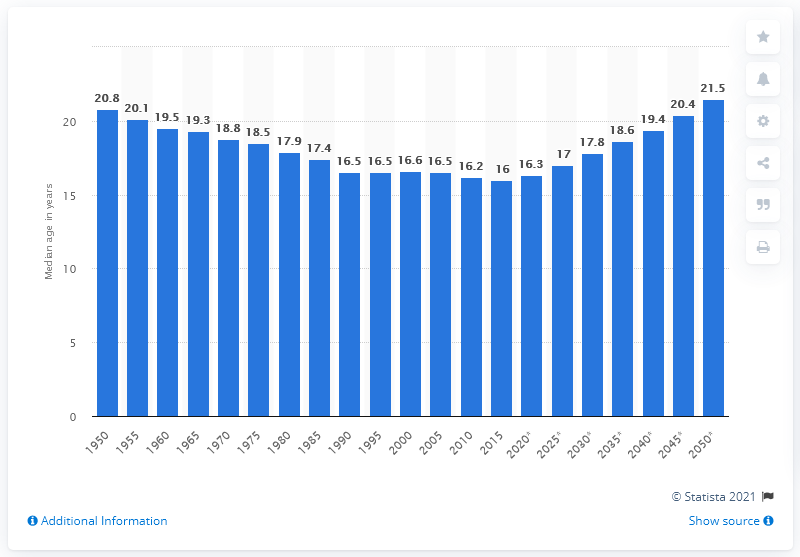 20.8 20.1 19.5 19.3 18.8 18.5 17.9 17.4 16.5 16.5 16.6 16.5 16.2 16 16.3 17 17.8 18.6 19.4 20.4 21.5
Median age in years
20
15
10
5
0
1950 1955 1960 1965 1970 1975 1980 1985 1990 1995 2000 2005 2010 2015 2020* 2025* 2030* 2035* 2040* 2045* 2050*
© Statista 2021
Additional Information
Show source